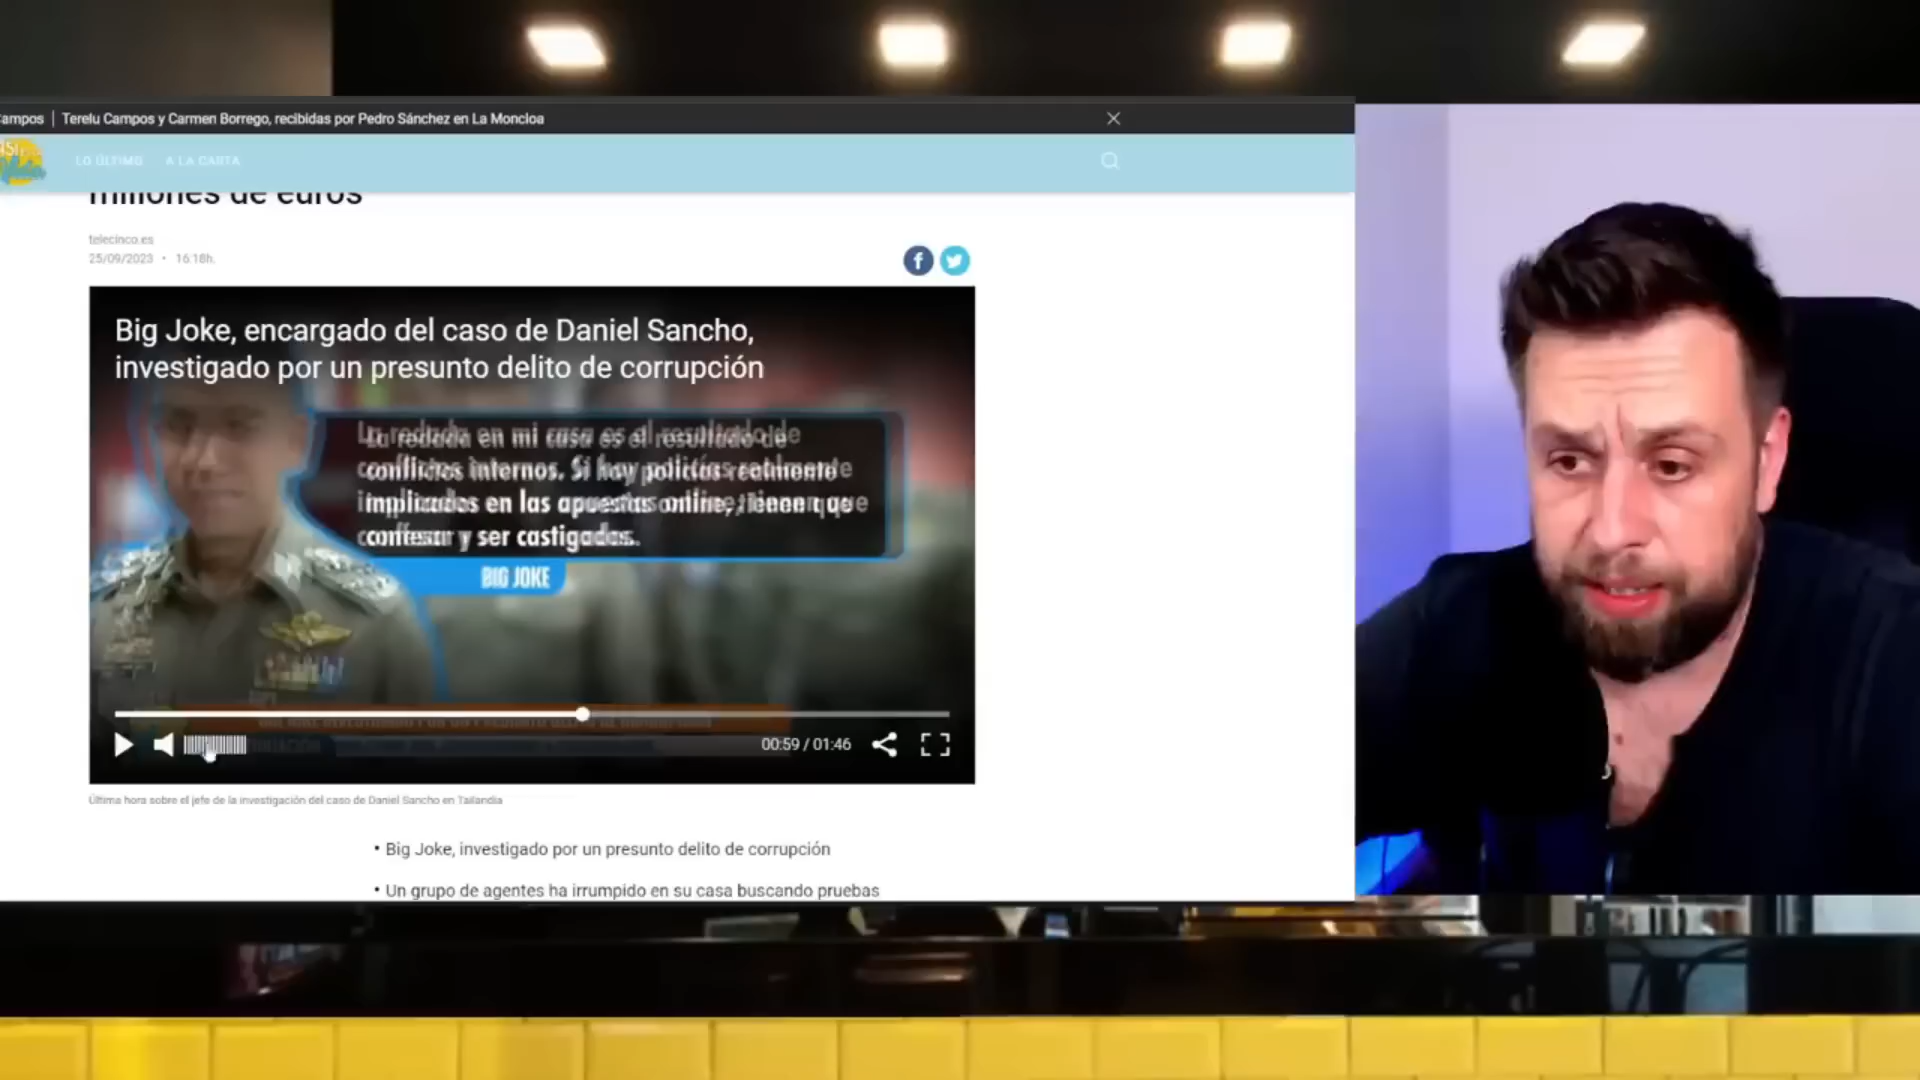 ampos | Terelu Campos y Carmen Borrego, recibidas por Pedro Sánchez en La Moncloa
LO ÚLTIMO A LA CARTA
millones de euros
telecinco.es
25/09/2023 • 16:18h.
Big Joke, encargado del caso de Daniel Sancho,
investigado por un presunto delito de corrupción
La redada en mi casa es el resultado de
conflictos internos. Si hay policías realmente
implicados en las apuestas online, tienen que
confesar y ser castigados.
BIG JOKE
00:59 / 01:46
Última hora sobre el jefe de la investigación del caso de Daniel Sancho en Tailandia
• Big Joke, investigado por un presunto delito de corrupción
• Un grupo de agentes ha irrumpido en su casa buscando pruebas